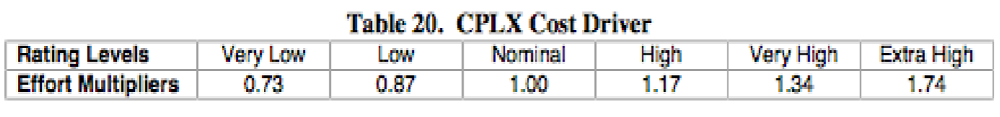 Table 20. CPLX Cost Driver
Rating Levels Very Low Low Nominal High Very High Extra High
Effort Multipliers 0.73 0.87 1.00 1.17 1.34 1.74